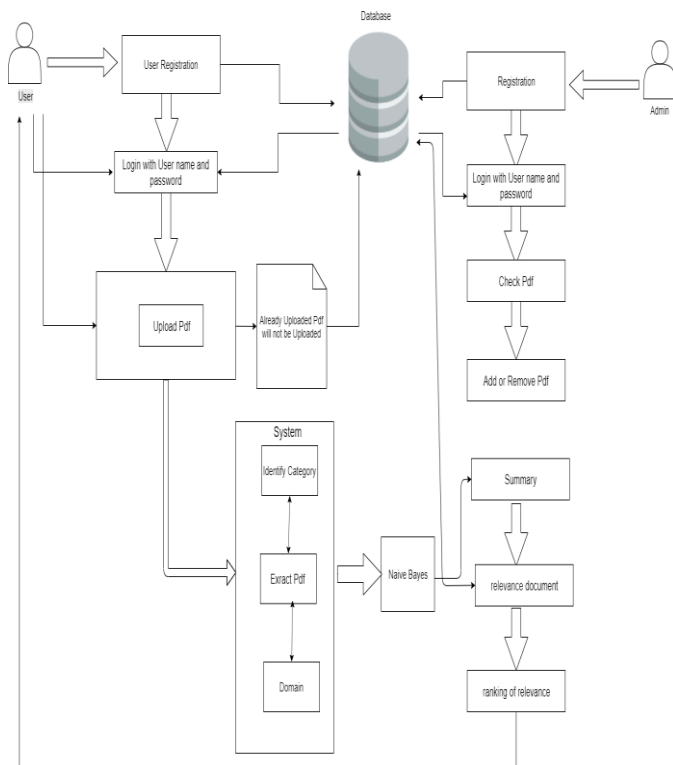 Database
User Registration
Registration
User
Admin
Login with User name and
password
Login with User name and
password
Check Pdf
Upload Pdf
Already Uploaded Pdf
will not be Uploaded
Add or Remove Pdf
System
Identify Category
Summary
Exract Pdf
Naive Bayes
relevance document
Domain
ranking of relevance